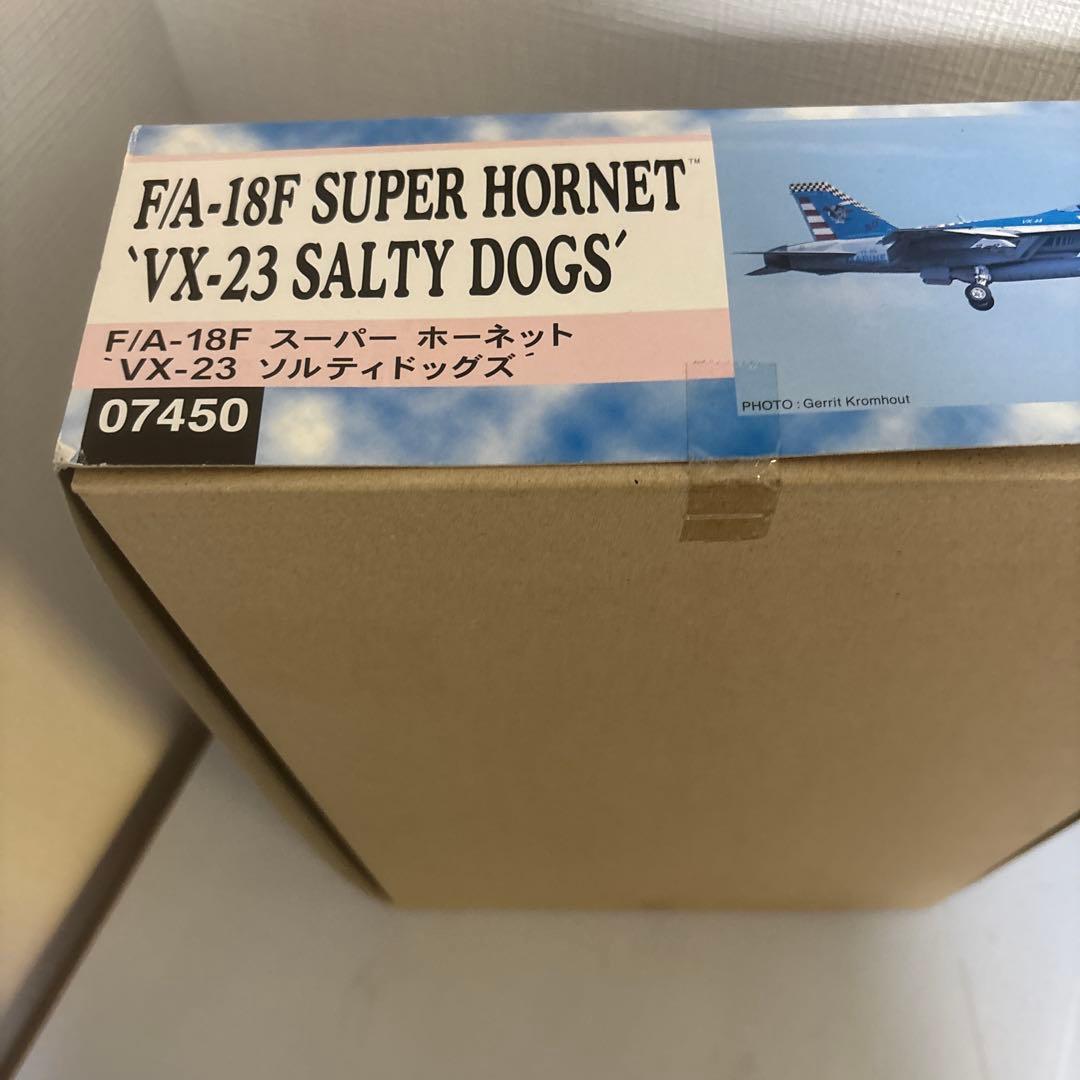 F/A-18F SUPER HORNET™
`VX-23 SALTY DOGS´
F/A-18F スーパー ホーネット
`VX-23 ソルティドッグズ´
07450
PHOTO : Gerrit Kromhout